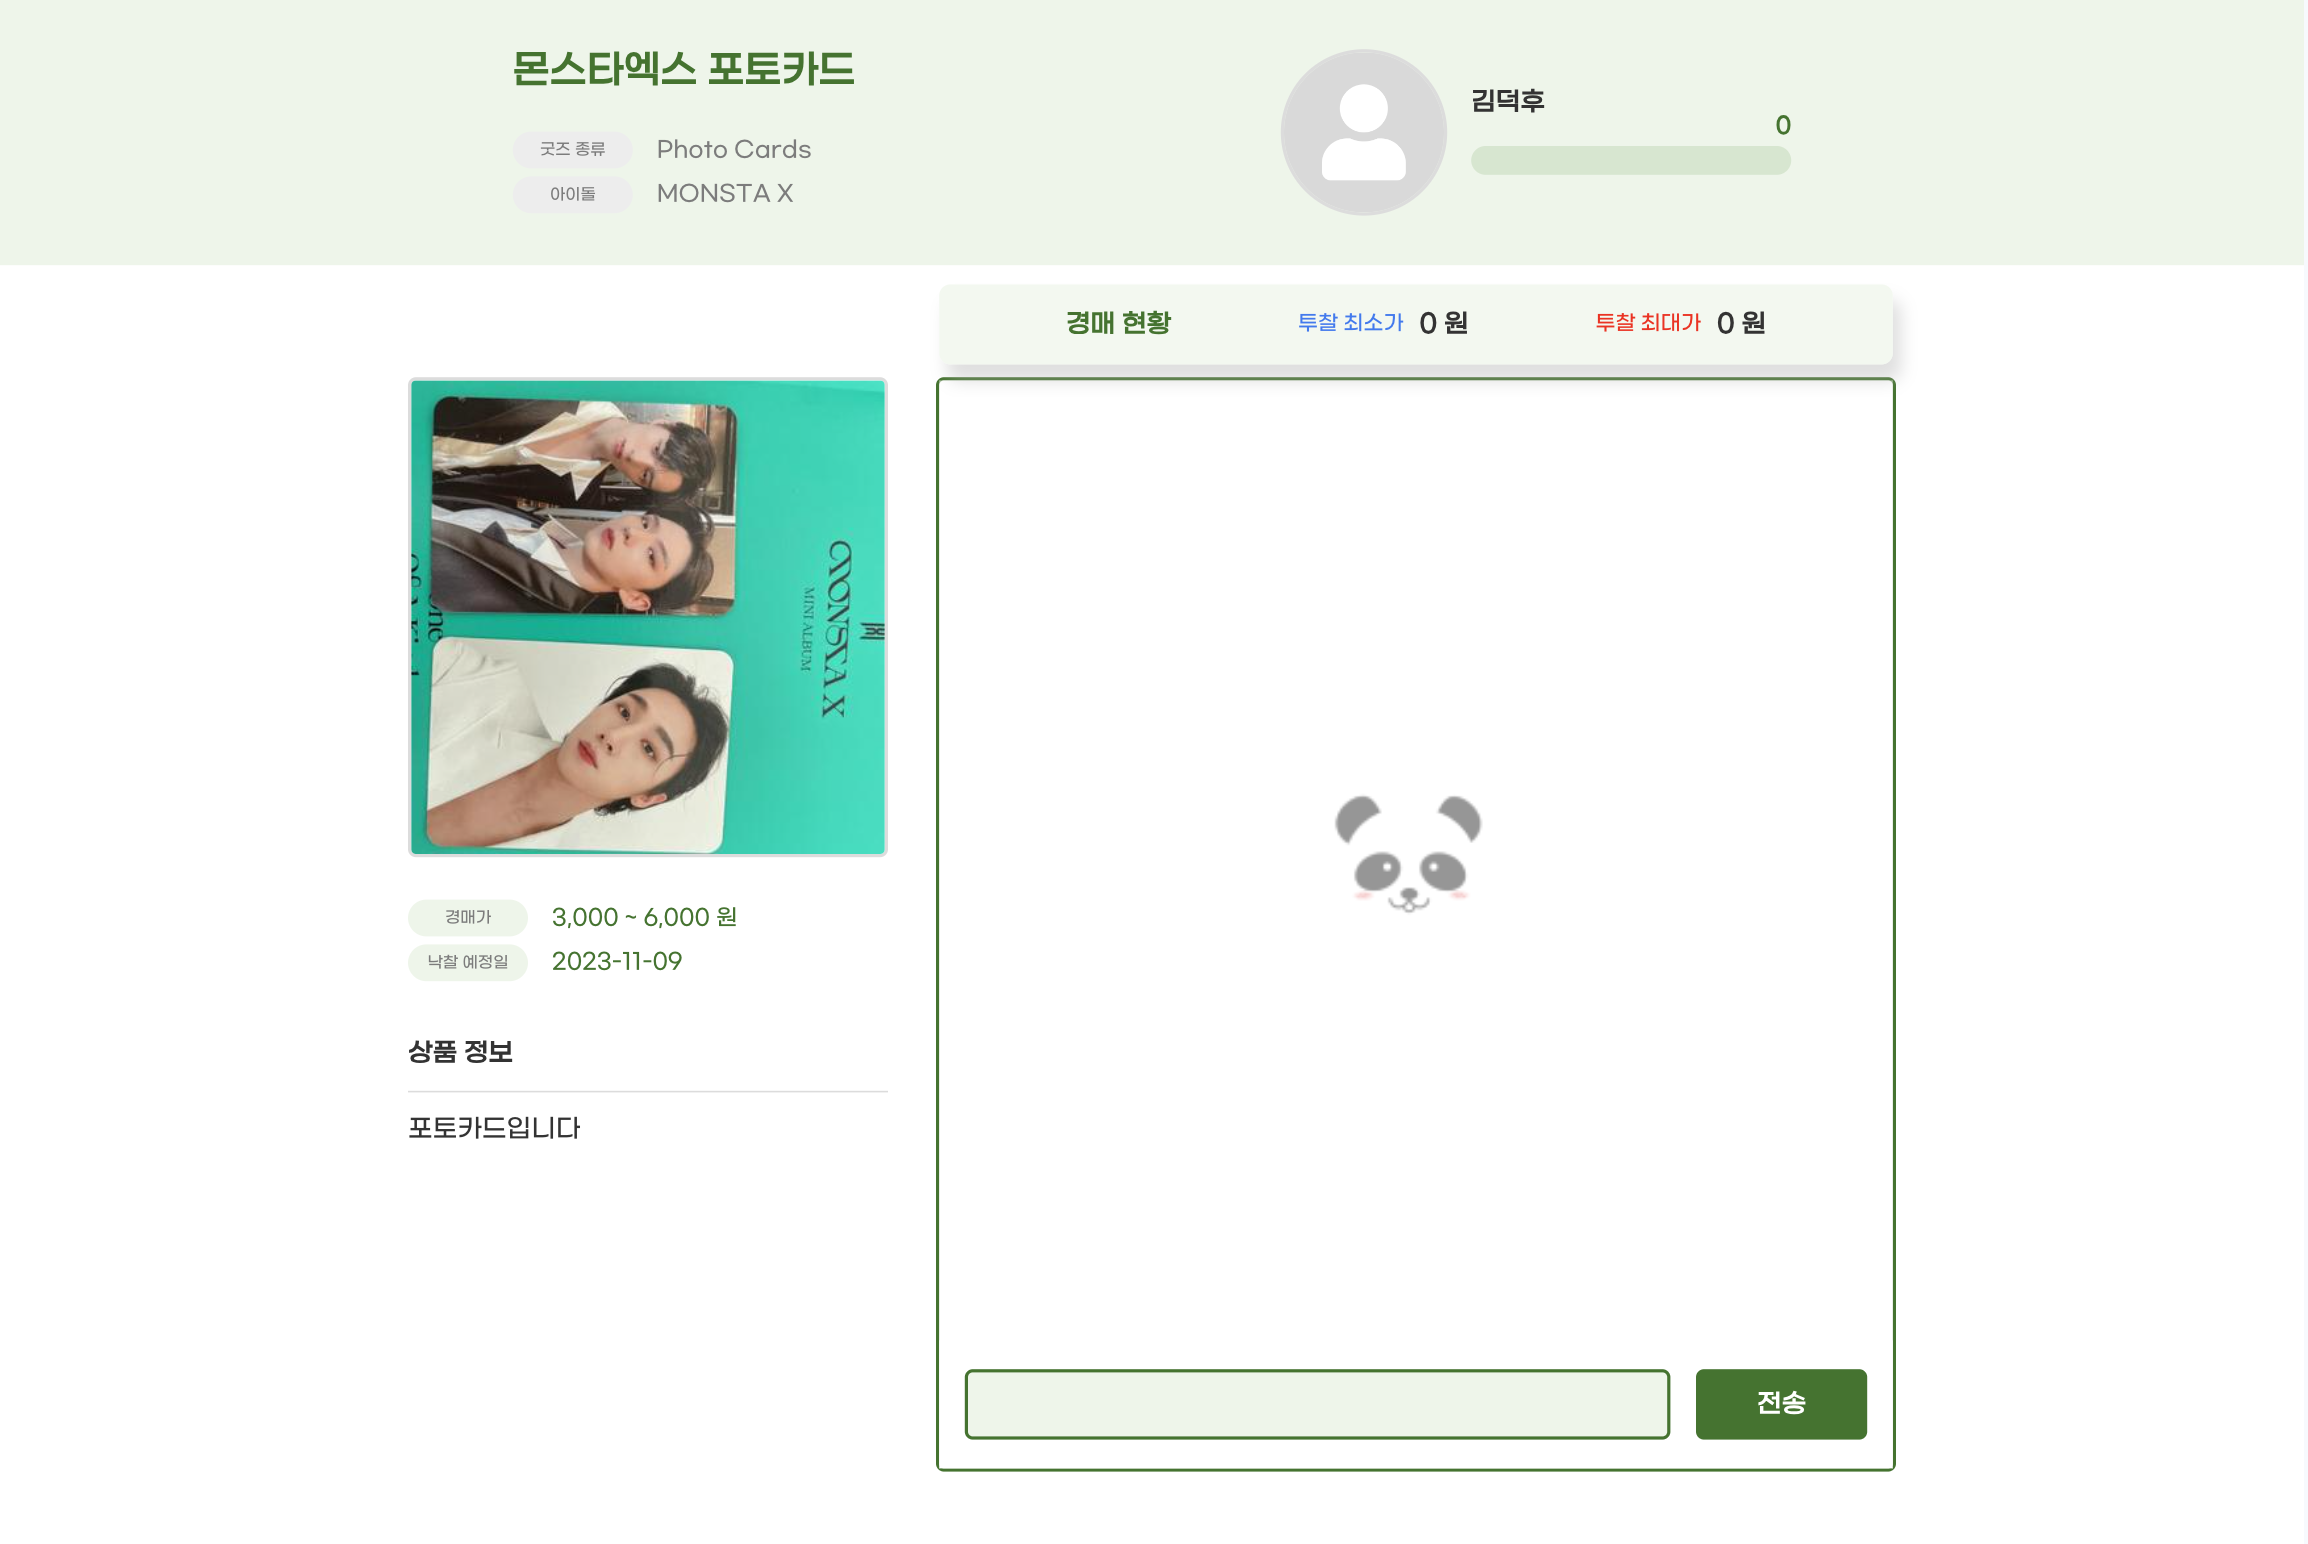 몬스타엑스 포토카드
굿즈 종류 Photo Cards
아이돌 MONSTA X
김덕후
0
경매 현황 투찰 최소가 0 원 투찰 최대가 0 원
MONSTA X
MINI ALBUM
one
경매가 3,000 ~ 6,000 원
낙찰 예정일 2023-11-09
상품 정보
포토카드입니다
전송